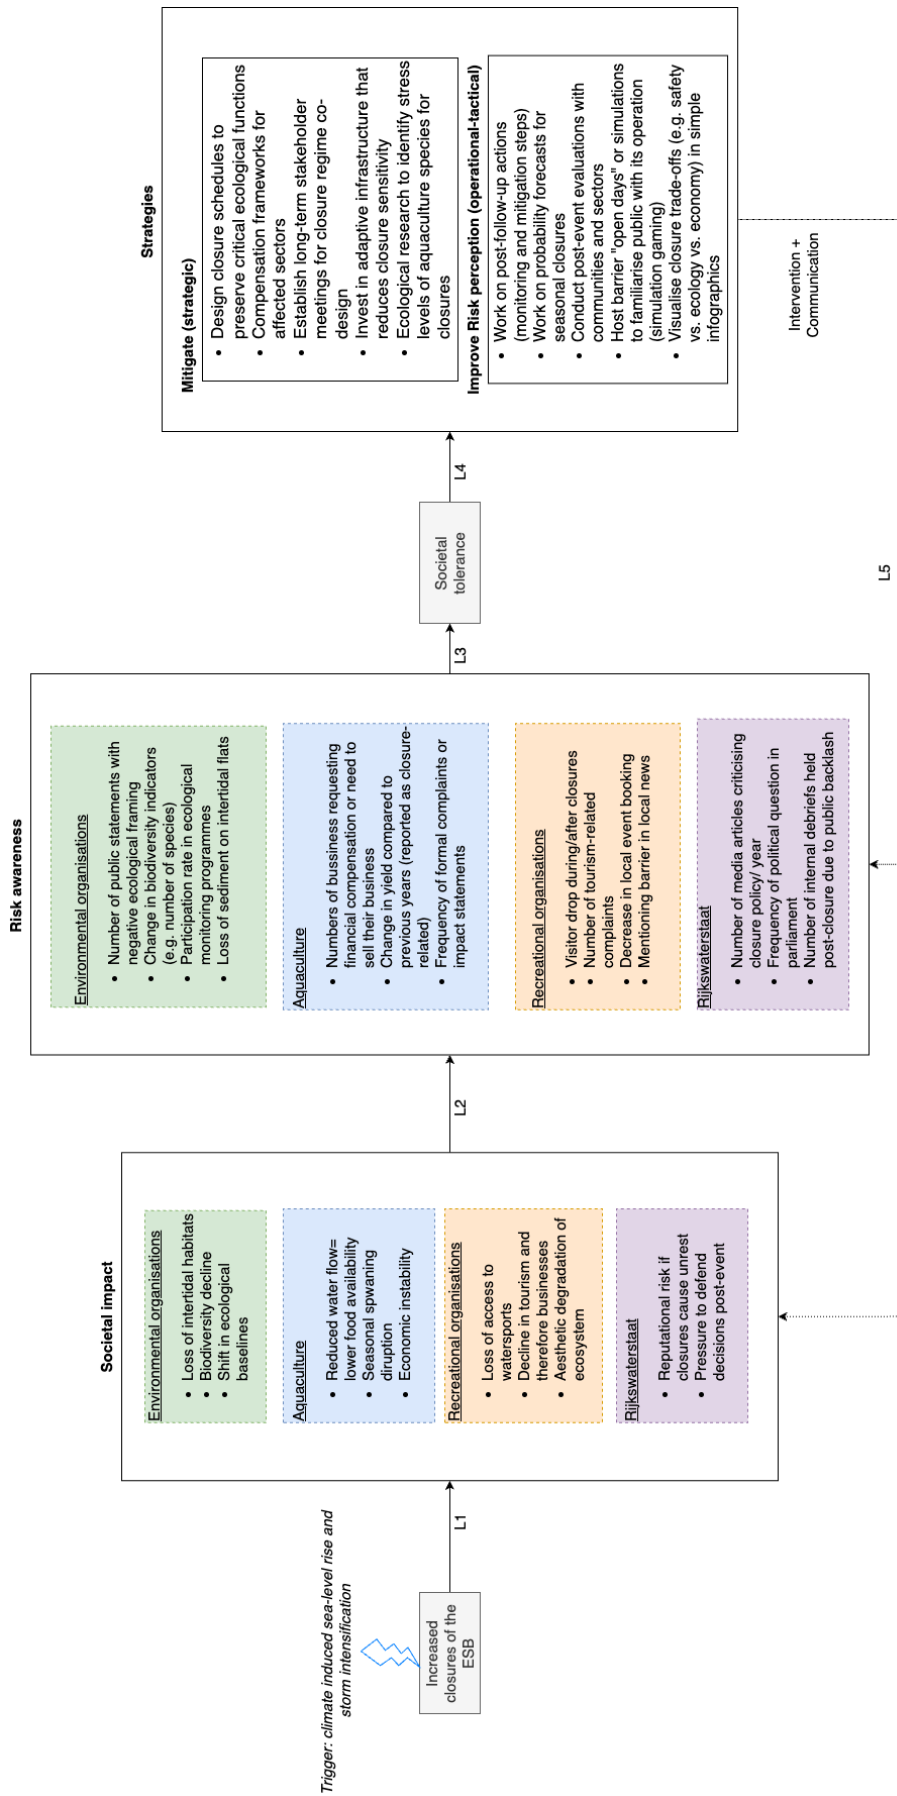 Trigger: climate induced sea-level rise and
storm intensification
Increased
closures of the
ESB
L1
Societal impact
Environmental organisations
• Loss of intertidal habitats
• Biodiversity decline
• Shift in ecological
baselines
Aquaculture
• Reduced water flow=
lower food availability
• Seasonal spwaning
diruption
• Economic instability
Recreational organisations
• Loss of access to
watersports
• Decline in tourism and
therefore businesses
• Aesthetic degradation of
ecosystem
Rijkswaterstaat
• Reputational risk if
closures cause unrest
• Pressure to defend
decisions post-event
L2
Risk awareness
Environmental organisations
• Number of public statements with
negative ecological framing
• Change in biodiversity indicators
(e.g. number of species)
• Participation rate in ecological
monitoring programmes
• Loss of sediment on intertidal flats
Aquaculture
• Numbers of bussiness requesting
financial compensation or need to
sell their business
• Change in yield compared to
previous years (reported as closure-
related)
• Frequency of formal complaints or
impact statements
Recreational organisations
• Visitor drop during/after closures
• Number of tourism-related
complaints
• Decrease in local event booking
• Mentioning barrier in local news
Rijkswaterstaat
• Number of media articles criticising
closure policy/ year
• Frequency of political question in
parliament
• Number of internal debriefs held
post-closure due to public backlash
L3
Societal
tolerance
L4
Strategies
Mitigate (strategic)
• Design closure schedules to
preserve critical ecological functions
• Compensation frameworks for
affected sectors
• Establish long-term stakeholder
meetings for closure regime co-
design
• Invest in adaptive infrastructure that
reduces closure sensitivity
• Ecological research to identify stress
levels of aquaculture species for
closures
Improve Risk perception (operational-tactical)
• Work on post-follow-up actions
(monitoring and mitigation steps)
• Work on probability forecasts for
seasonal closures
• Conduct post-event evaluations with
communities and sectors
• Host barrier "open days" or simulations
to familiarise public with its operation
(simulation gaming)
• Visualise closure trade-offs (e.g. safety
vs. ecology vs. economy) in simple
infographics
Intervention +
Communication
L5